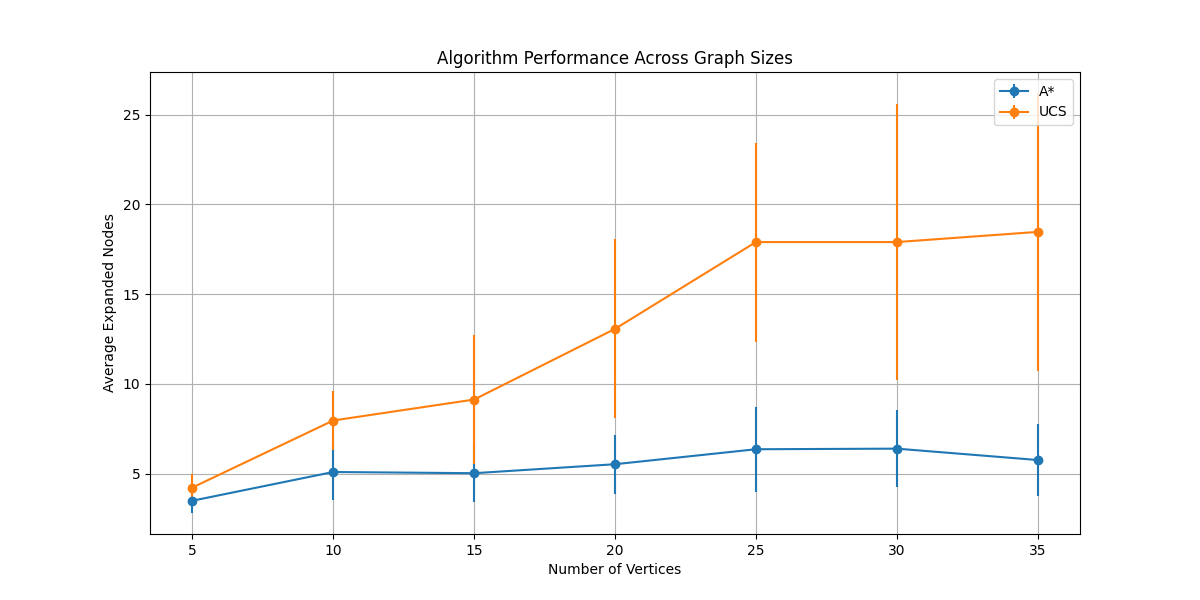 Algorithm Performance Across Graph Sizes
A*
UCS
Average Expanded Nodes
25
20
15
10
5
5 10 15 20 25 30 35
Number of Vertices